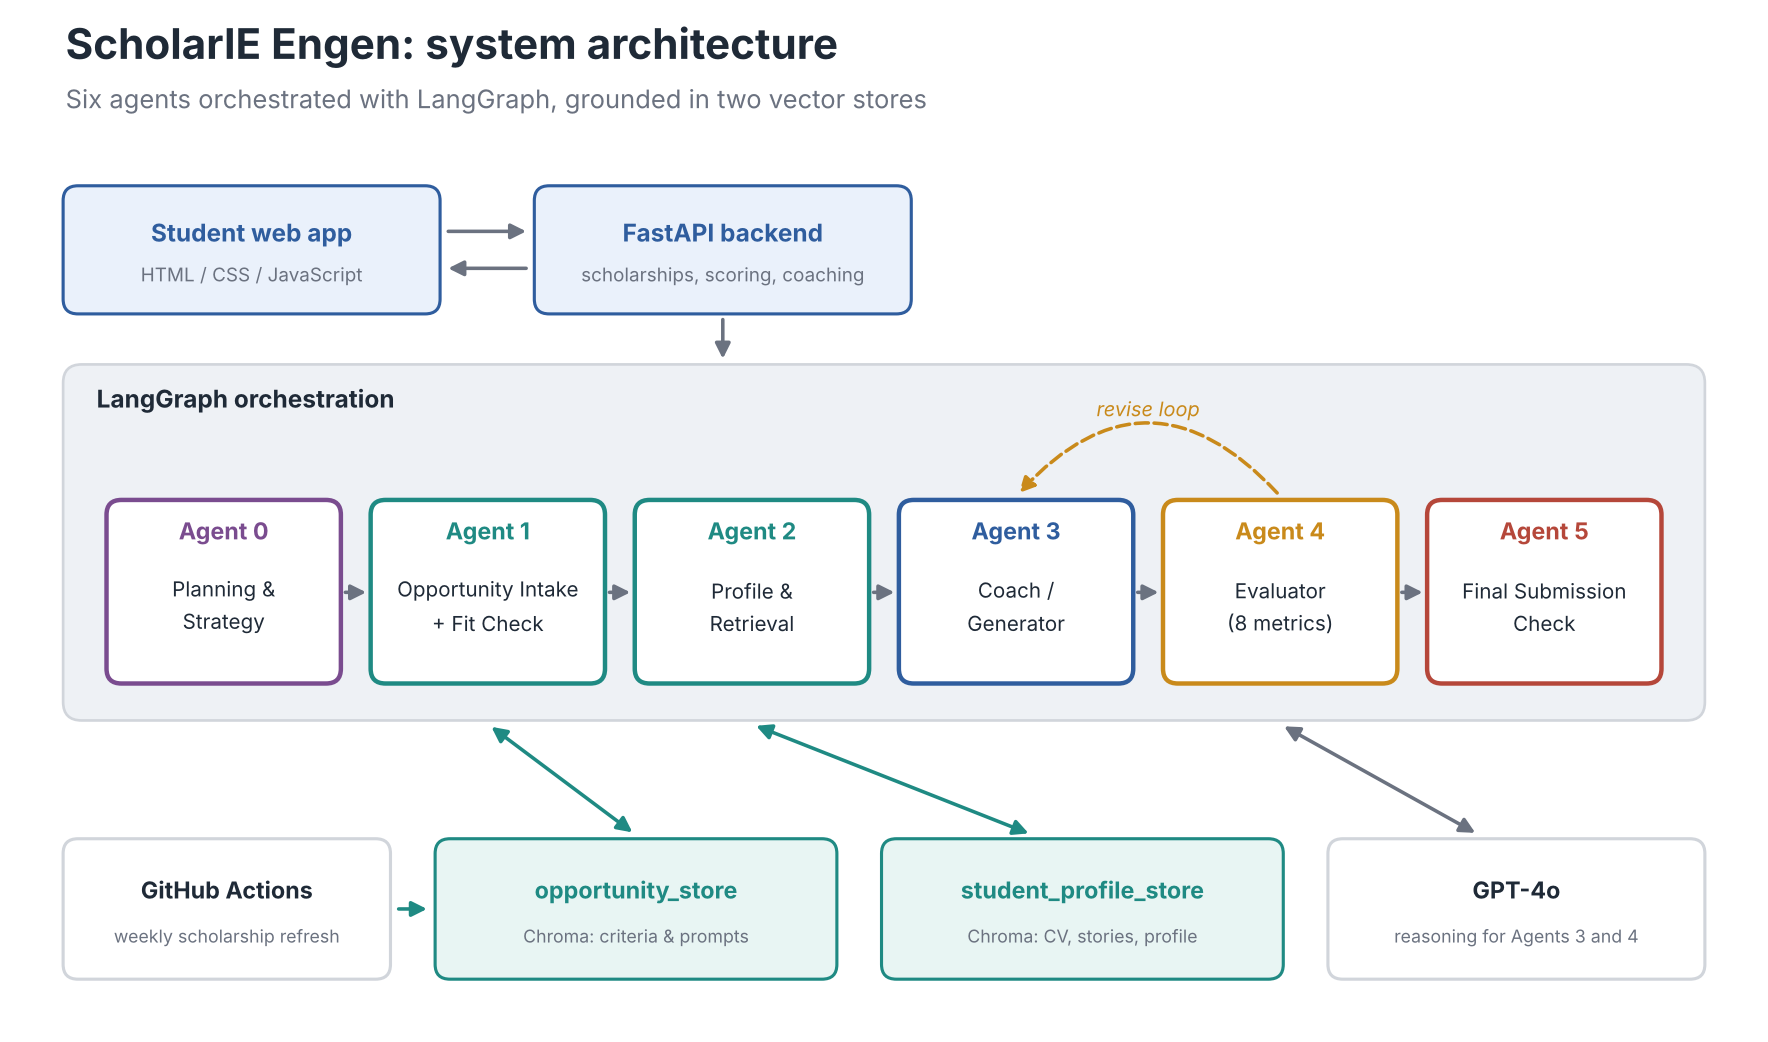 ScholarIE Engen: system architecture
Six agents orchestrated with LangGraph, grounded in two vector stores
Student web app
HTML / CSS / JavaScript
FastAPI backend
scholarships, scoring, coaching
LangGraph orchestration
revise loop
Agent 0
Planning &
Strategy
Agent 1
Opportunity Intake
+ Fit Check
Agent 2
Profile &
Retrieval
Agent 3
Coach /
Generator
Agent 4
Evaluator
(8 metrics)
Agent 5
Final Submission
Check
GitHub Actions
weekly scholarship refresh
opportunity_store
Chroma: criteria & prompts
student_profile_store
Chroma: CV, stories, profile
GPT-4o
reasoning for Agents 3 and 4